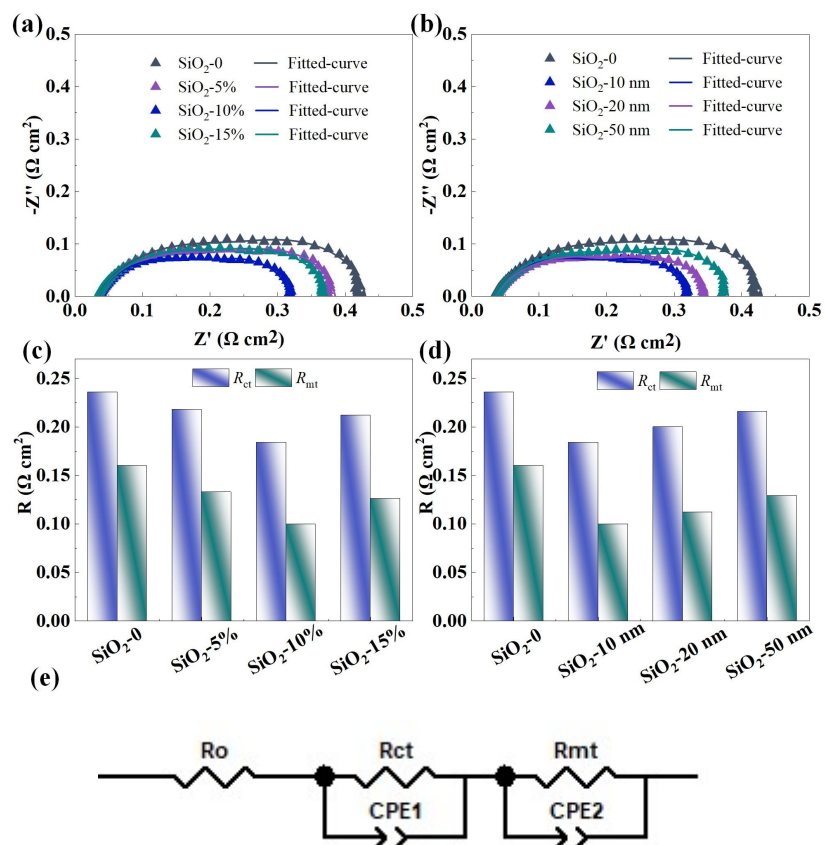 (a)
0.5
0.4
0.3
0.2
0.1
0.0
-Z'' (Ω cm²)
SiO₂-0 Fitted-curve
SiO₂-5% Fitted-curve
SiO₂-10% Fitted-curve
SiO₂-15% Fitted-curve
0.0 0.1 0.2 0.3 0.4 0.5
Z' (Ω cm²)
(b)
0.5
0.4
0.3
0.2
0.1
0.0
-Z'' (Ω cm²)
SiO₂-0 Fitted-curve
SiO₂-10 nm Fitted-curve
SiO₂-20 nm Fitted-curve
SiO₂-50 nm Fitted-curve
0.0 0.1 0.2 0.3 0.4 0.5
Z' (Ω cm²)
(c)
0.25
0.20
0.15
0.10
0.05
0.00
R (Ω cm²)
Rct Rmt
SiO₂-0 SiO₂-5% SiO₂-10% SiO₂-15%
(d)
0.25
0.20
0.15
0.10
0.05
0.00
R (Ω cm²)
Rct Rmt
SiO₂-0 SiO₂-10 nm SiO₂-20 nm SiO₂-50 nm
(e)
Ro Rct Rmt
CPE1 CPE2